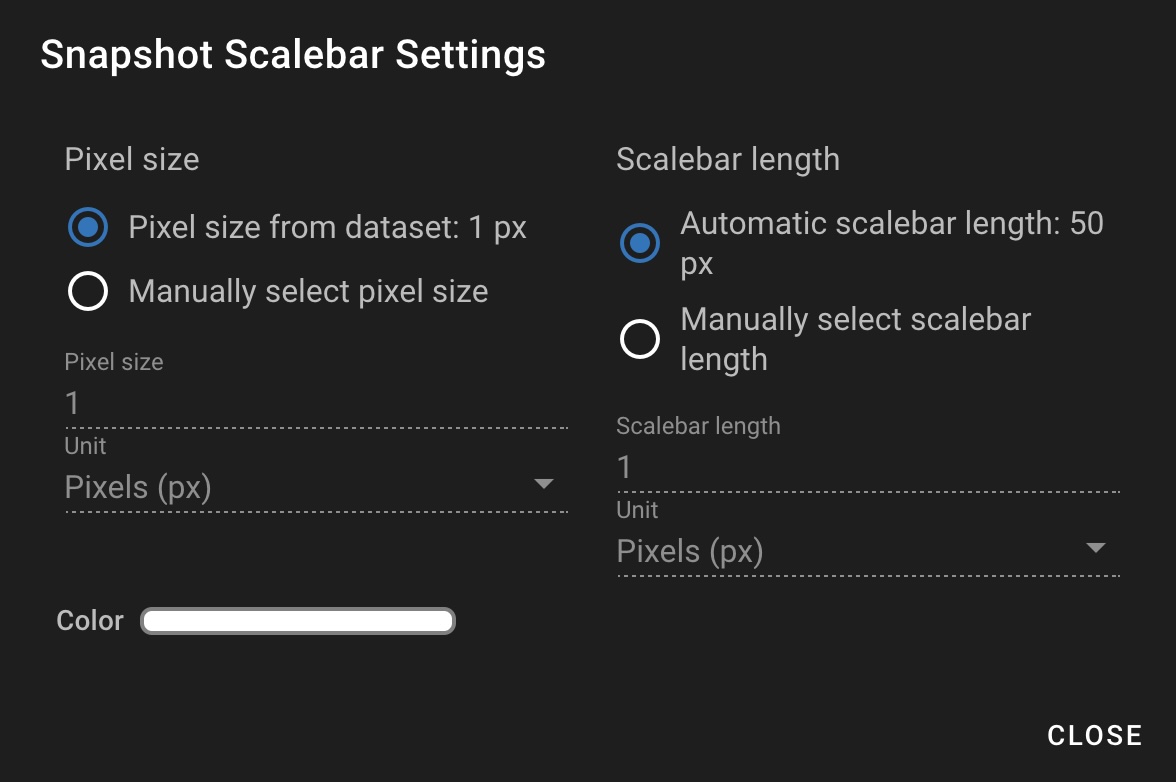 Snapshot Scalebar Settings
Pixel size
Pixel size from dataset: 1 px
Manually select pixel size
Pixel size
1
Unit
Pixels (px)
Scalebar length
Automatic scalebar length: 50
px
Manually select scalebar
length
Scalebar length
1
Unit
Pixels (px)
Color
CLOSE